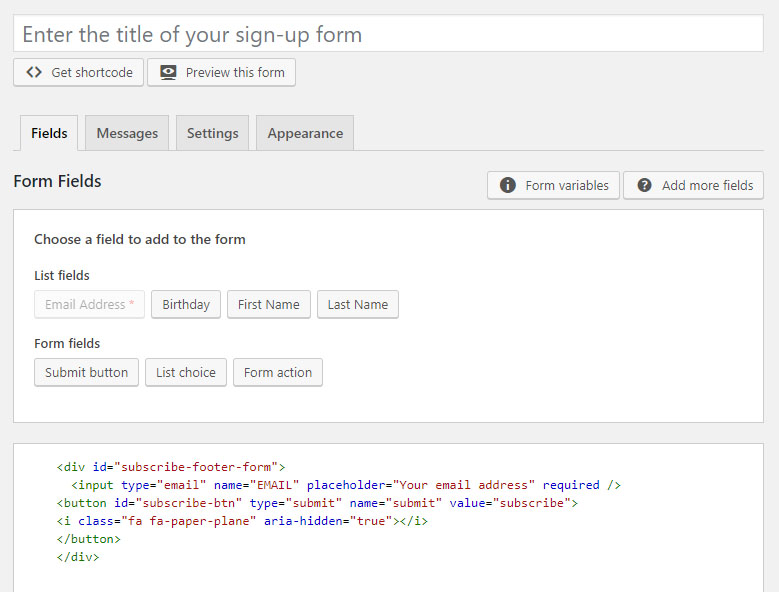 Enter the title of your sign-up form
Get shortcode Preview this form
Fields Messages Settings Appearance
Form Fields Form variables Add more fields
Choose a field to add to the form
List fields
Email Address * Birthday First Name Last Name
Form fields
Submit button List choice Form action
<div id="subscribe-footer-form">
<input type="email" name="EMAIL" placeholder="Your email address" required />
<button id="subscribe-btn" type="submit" name="submit" value="subscribe">
<i class="fa fa-paper-plane" aria-hidden="true"></i>
</button>
</div>